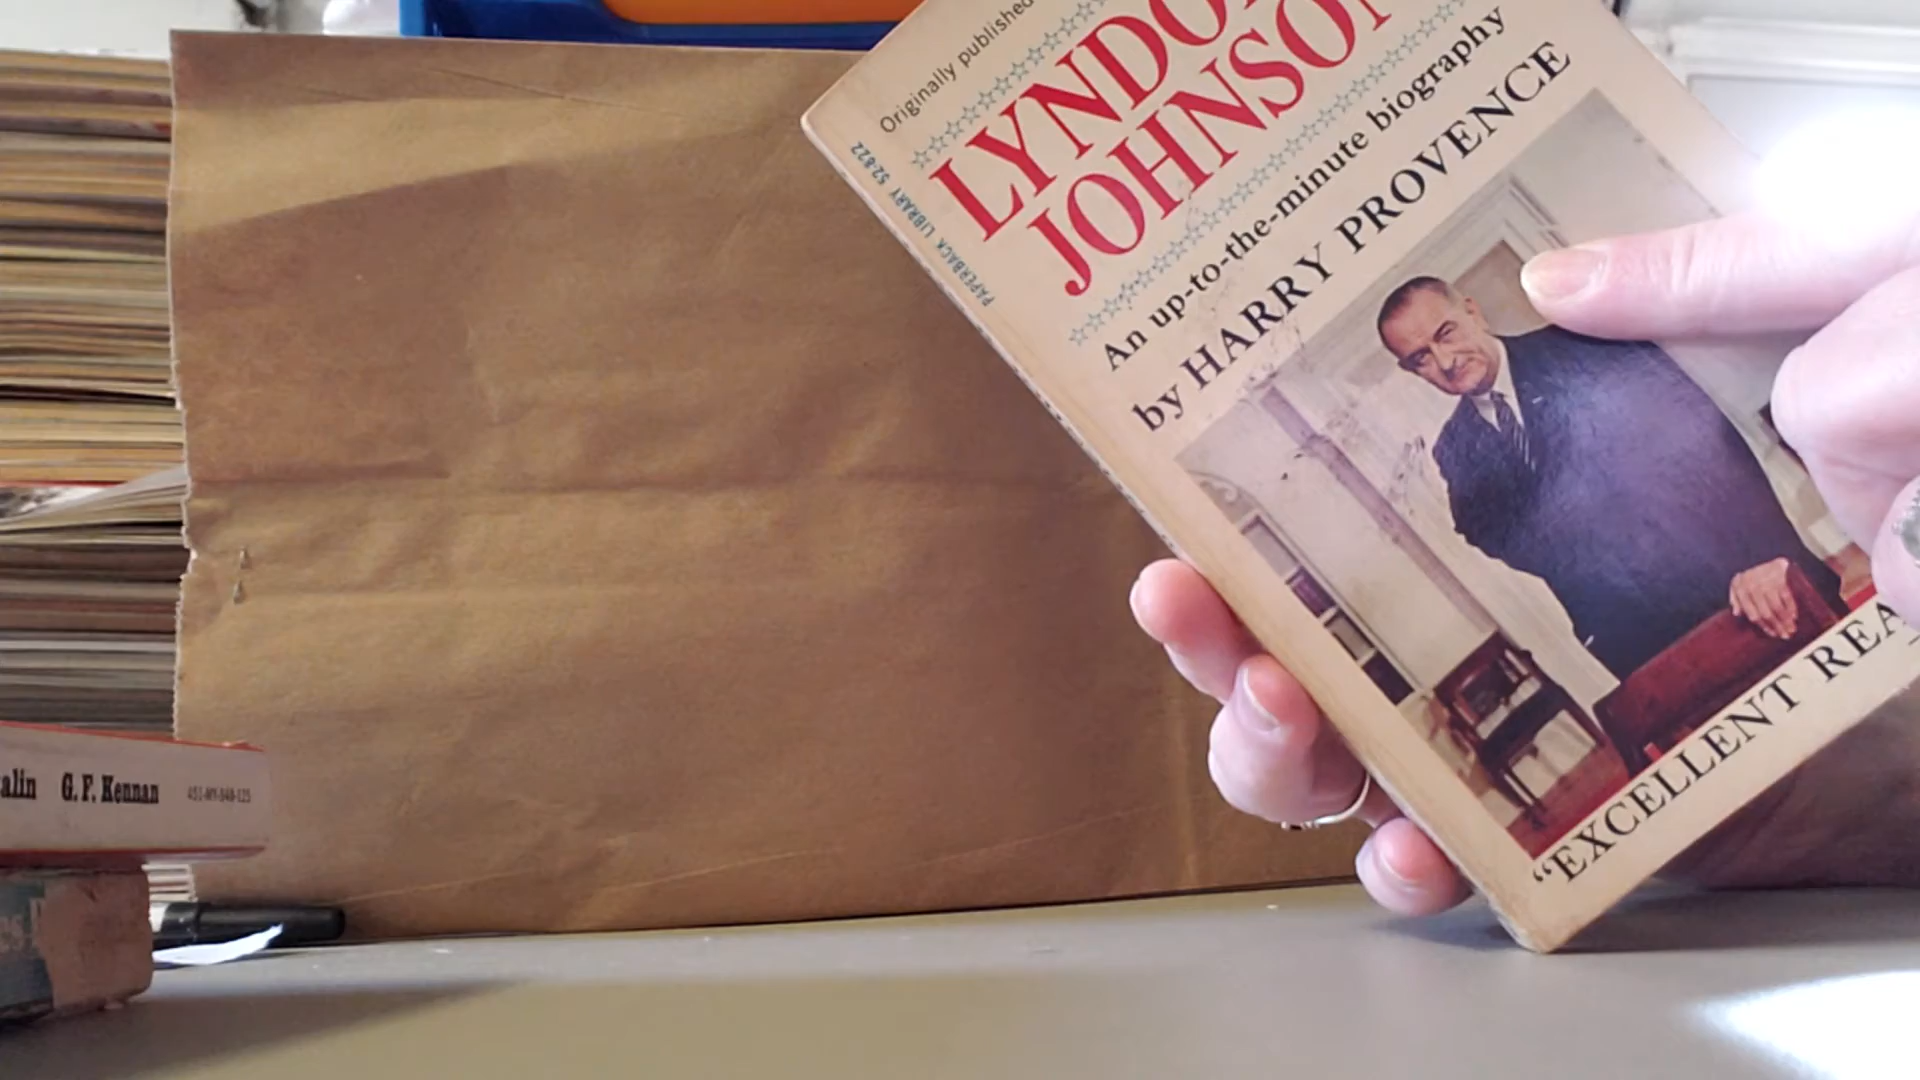 Originally published
LYNDO
JOHNSON
An up-to-the-minute biography
by HARRY PROVENCE
PAPERBACK LIBRARY 52-822
"EXCELLENT REA
alin G. F. Kennan